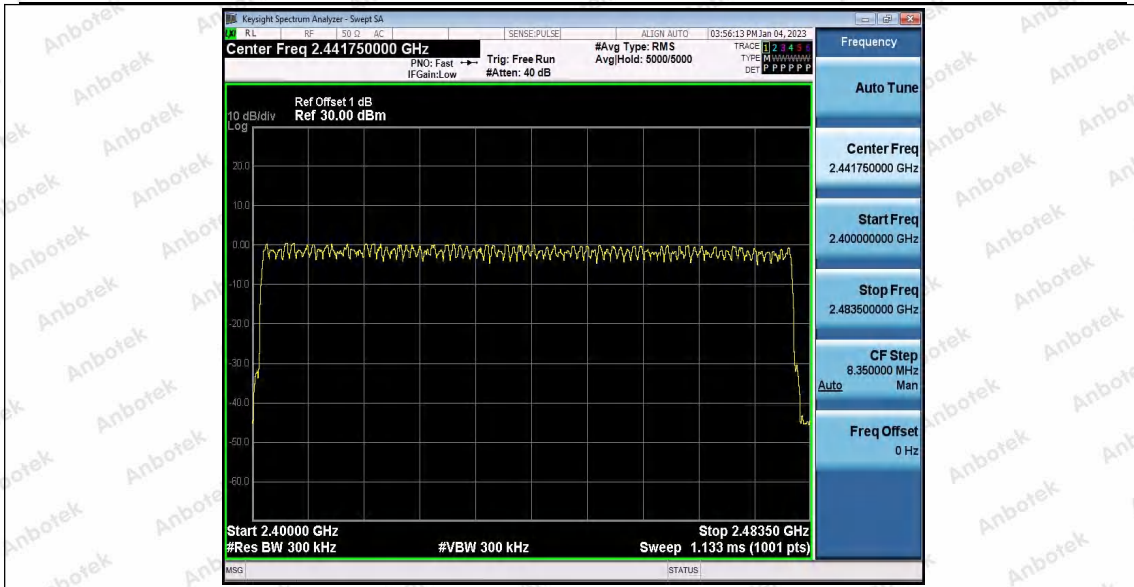 Keysight Spectrum Analyzer - Swept SA
RL RF 50 Ω AC SENSE:PULSE ALIGN AUTO 03:56:13 PM Jan 04, 2023
Center Freq 2.441750000 GHz
PNO: Fast
IFGain:Low
Trig: Free Run
#Atten: 40 dB
#Avg Type: RMS
Avg|Hold: 5000/5000
TRACE 1 2 3 4 5 6
TYPE M WWWWW
DET P P P P P P
Ref Offset 1 dB
10 dB/div Ref 30.00 dBm
Log
20.0
10.0
0.00
-10.0
-20.0
-30.0
-40.0
-50.0
-60.0
Start 2.40000 GHz Stop 2.48350 GHz
#Res BW 300 kHz #VBW 300 kHz Sweep 1.133 ms (1001 pts)
MSG STATUS
Frequency
Auto Tune
Center Freq
2.441750000 GHz
Start Freq
2.400000000 GHz
Stop Freq
2.483500000 GHz
CF Step
8.350000 MHz
Auto Man
Freq Offset
0 Hz
Anbotek